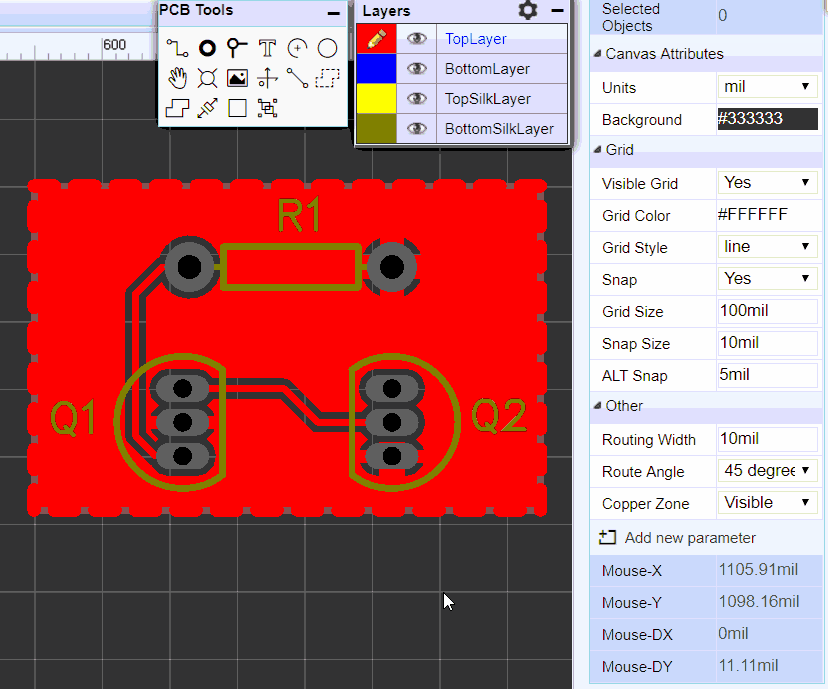 PCB Tools
600
Layers
TopLayer
BottomLayer
TopSilkLayer
BottomSilkLayer
R1
Q1
Q2
Selected Objects 0
Canvas Attributes
Units mil
Background #333333
Grid
Visible Grid Yes
Grid Color #FFFFFF
Grid Style line
Snap Yes
Grid Size 100mil
Snap Size 10mil
ALT Snap 5mil
Other
Routing Width 10mil
Route Angle 45 degree
Copper Zone Visible
Add new parameter
Mouse-X 1105.91mil
Mouse-Y 1098.16mil
Mouse-DX 0mil
Mouse-DY 11.11mil